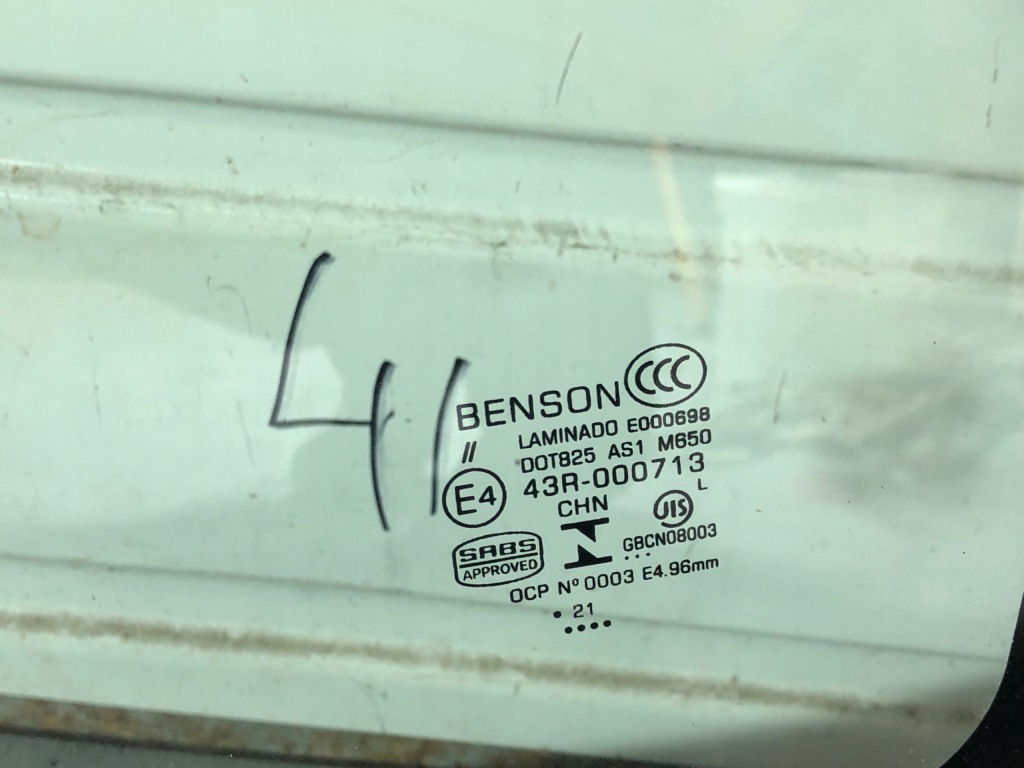 41
BENSON CCC
// LAMINADO E000698
DOT825 AS1 M650
E4 43R-000713
CHN JIS L
SABS APPROVED GBCN08003
OCP Nº 0003 E4.96mm
• 21
••••